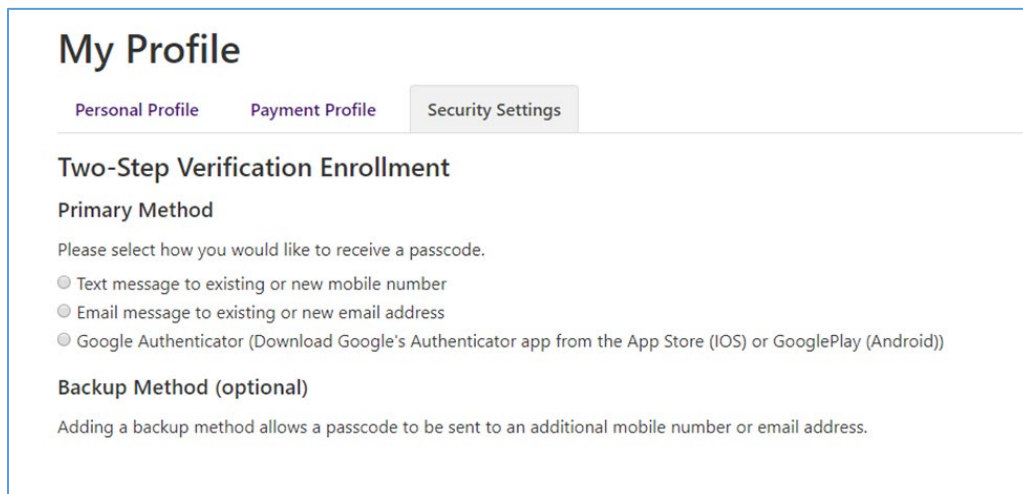 My Profile
Personal Profile Payment Profile Security Settings
Two-Step Verification Enrollment
Primary Method
Please select how you would like to receive a passcode.
Text message to existing or new mobile number
Email message to existing or new email address
Google Authenticator (Download Google's Authenticator app from the App Store (IOS) or GooglePlay (Android))
Backup Method (optional)
Adding a backup method allows a passcode to be sent to an additional mobile number or email address.